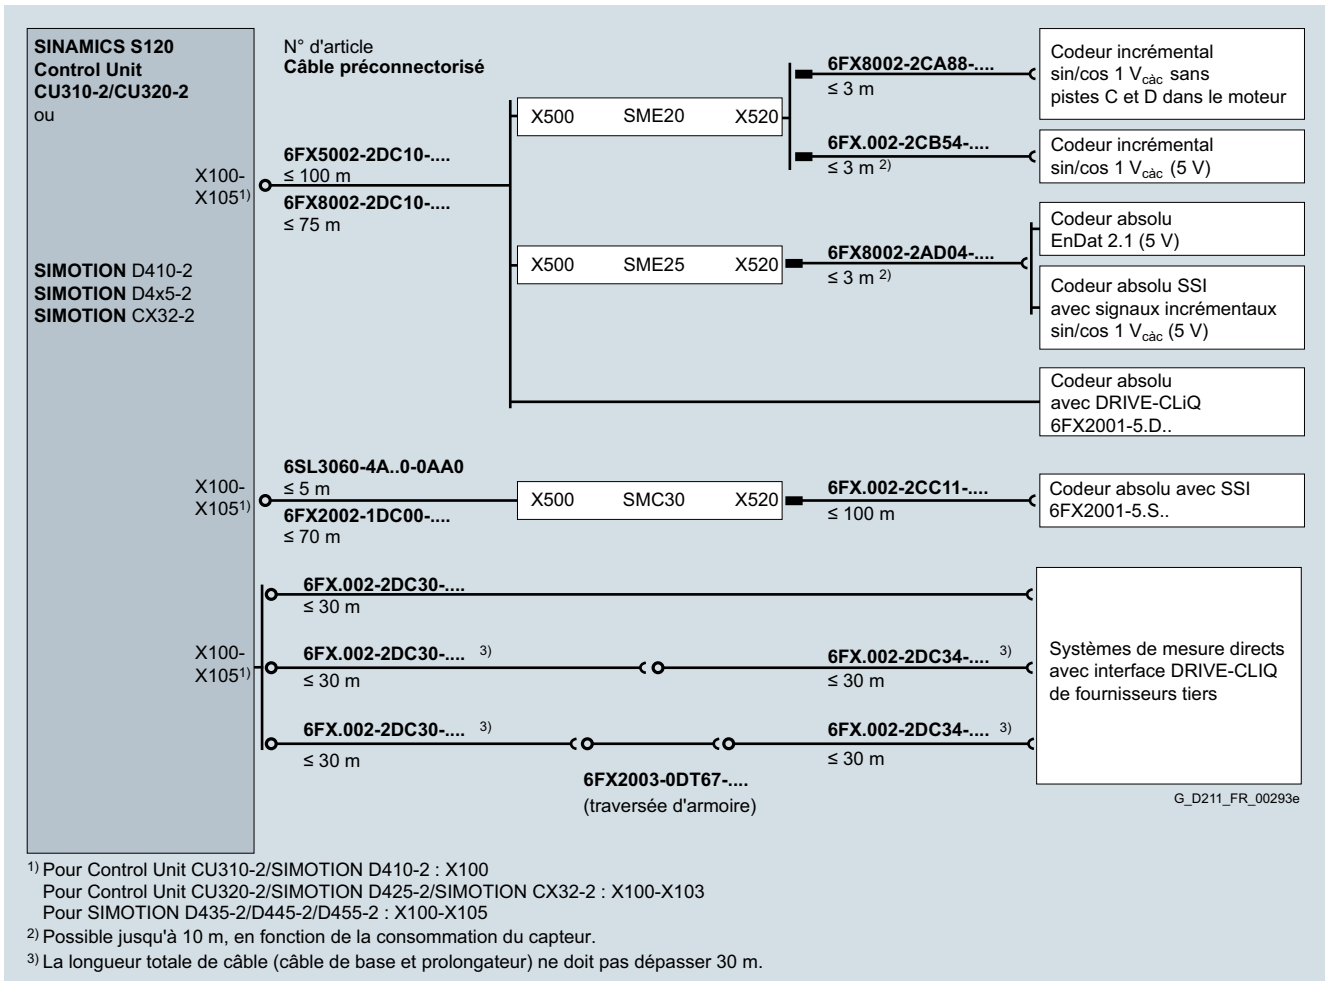 SINAMICS S120
Control Unit
CU310-2/CU320-2
ou
X100-
X1051)
SIMOTION D410-2
SIMOTION D4x5-2
SIMOTION CX32-2
N° d'article
Câble préconnectorisé
6FX5002-2DC10-....
≤ 100 m
6FX8002-2DC10-....
≤ 75 m
X500 SME20 X520
6FX8002-2CA88-....
≤ 3 m
Codeur incrémental
sin/cos 1 Vcàc sans
pistes C et D dans le moteur
6FX.002-2CB54-....
≤ 3 m 2)
Codeur incrémental
sin/cos 1 Vcàc (5 V)
X500 SME25 X520
6FX8002-2AD04-....
≤ 3 m 2)
Codeur absolu
EnDat 2.1 (5 V)
Codeur absolu SSI
avec signaux incrémentaux
sin/cos 1 Vcàc (5 V)
Codeur absolu
avec DRIVE-CLiQ
6FX2001-5.D..
X100-
X1051)
6SL3060-4A..0-0AA0
≤ 5 m
6FX2002-1DC00-....
≤ 70 m
X500 SMC30 X520
6FX.002-2CC11-....
≤ 100 m
Codeur absolu avec SSI
6FX2001-5.S..
X100-
X1051)
6FX.002-2DC30-....
≤ 30 m
6FX.002-2DC30-.... 3)
≤ 30 m
6FX.002-2DC34-.... 3)
≤ 30 m
6FX.002-2DC30-.... 3)
≤ 30 m
6FX2003-0DT67-....
(traversée d'armoire)
6FX.002-2DC34-.... 3)
≤ 30 m
Systèmes de mesure directs
avec interface DRIVE-CLIQ
de fournisseurs tiers
G_D211_FR_00293e
1) Pour Control Unit CU310-2/SIMOTION D410-2 : X100
Pour Control Unit CU320-2/SIMOTION D425-2/SIMOTION CX32-2 : X100-X103
Pour SIMOTION D435-2/D445-2/D455-2 : X100-X105
2) Possible jusqu'à 10 m, en fonction de la consommation du capteur.
3) La longueur totale de câble (câble de base et prolongateur) ne doit pas dépasser 30 m.